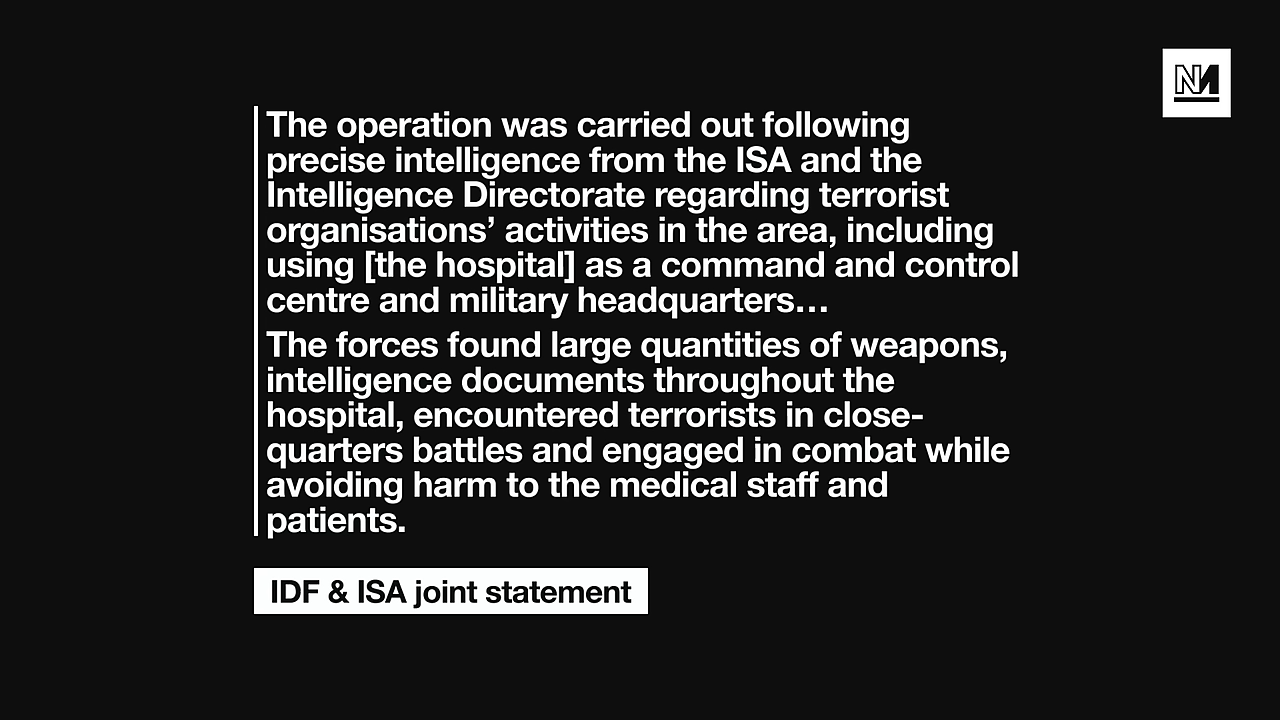 The operation was carried out following
precise intelligence from the ISA and the
Intelligence Directorate regarding terrorist
organisations’ activities in the area, including
using [the hospital] as a command and control
centre and military headquarters…
The forces found large quantities of weapons,
intelligence documents throughout the
hospital, encountered terrorists in close-
quarters battles and engaged in combat while
avoiding harm to the medical staff and
patients.
IDF & ISA joint statement
NM